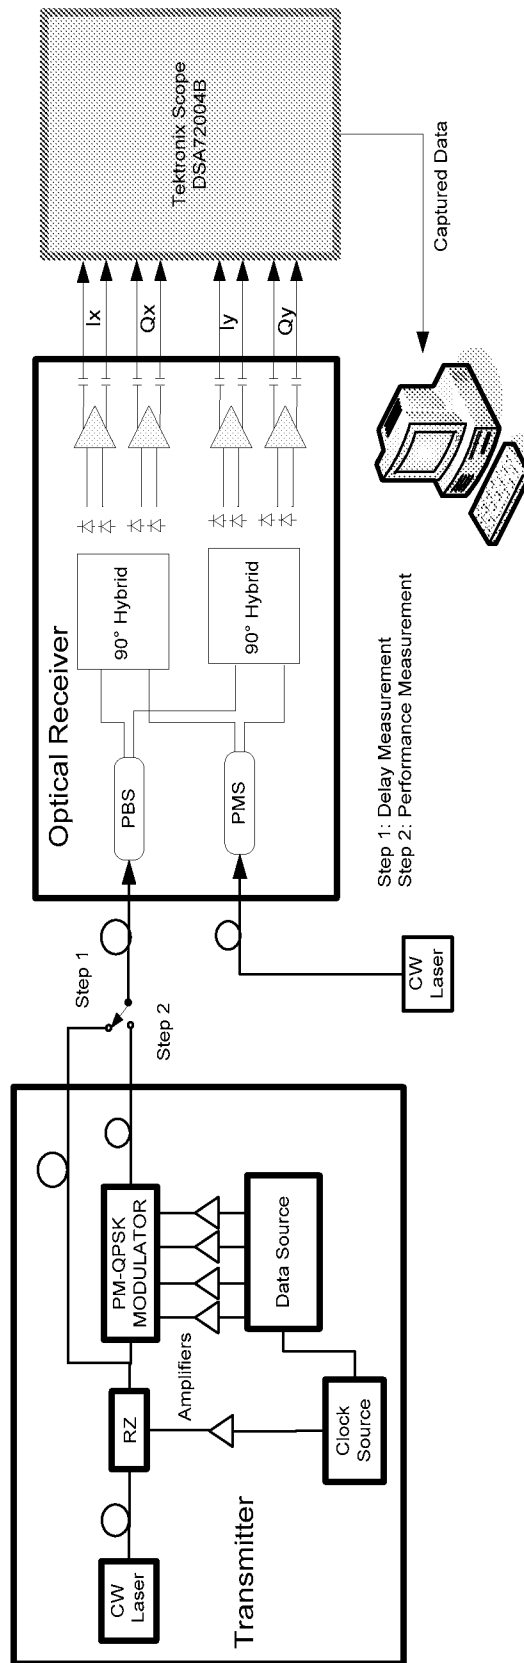 Transmitter
CW
Laser
RZ
Amplifiers
Clock
Source
PM-QPSK
MODULATOR
Data Source
Step 1
Step 2
CW
Laser
Optical Receiver
PBS
PMS
90° Hybrid
90° Hybrid
Ix
Qx
Iy
Qy
Tektronix Scope
DSA72004B
Captured Data
Step 1: Delay Measurement
Step 2: Performance Measurement